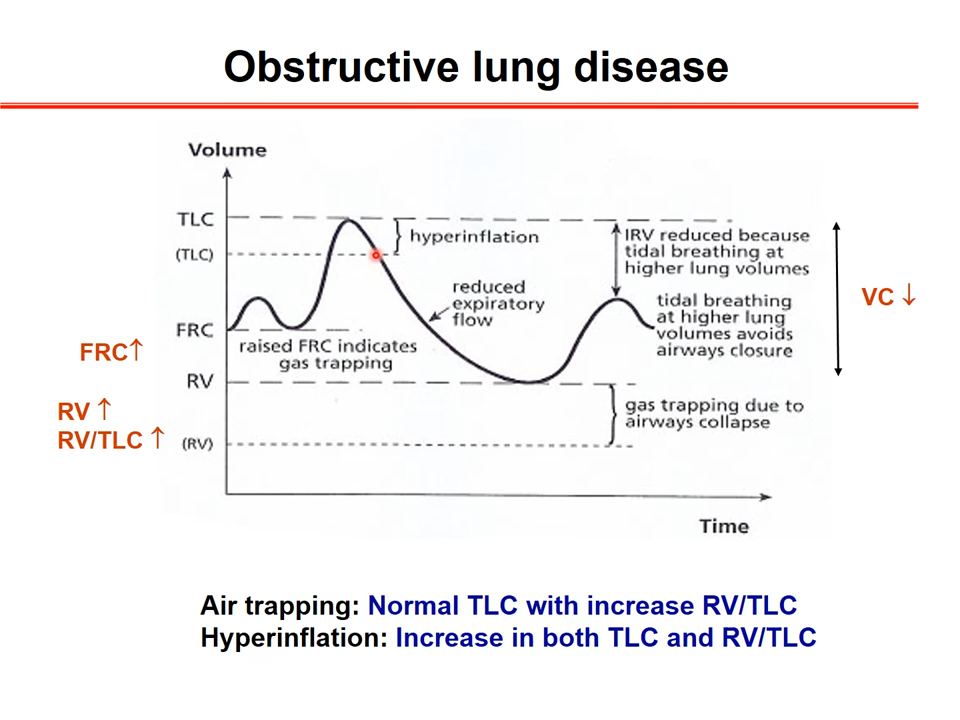 Obstructive lung disease
Volume
TLC
(TLC)
hyperinflation
IRV reduced because
tidal breathing at
higher lung volumes
VC ↓
reduced
expiratory
flow
tidal breathing
at higher lung
volumes avoids
airways closure
FRC
FRC↑
raised FRC indicates
gas trapping
RV
RV ↑
RV/TLC ↑
(RV)
gas trapping due to
airways collapse
Time
Air trapping: Normal TLC with increase RV/TLC
Hyperinflation: Increase in both TLC and RV/TLC